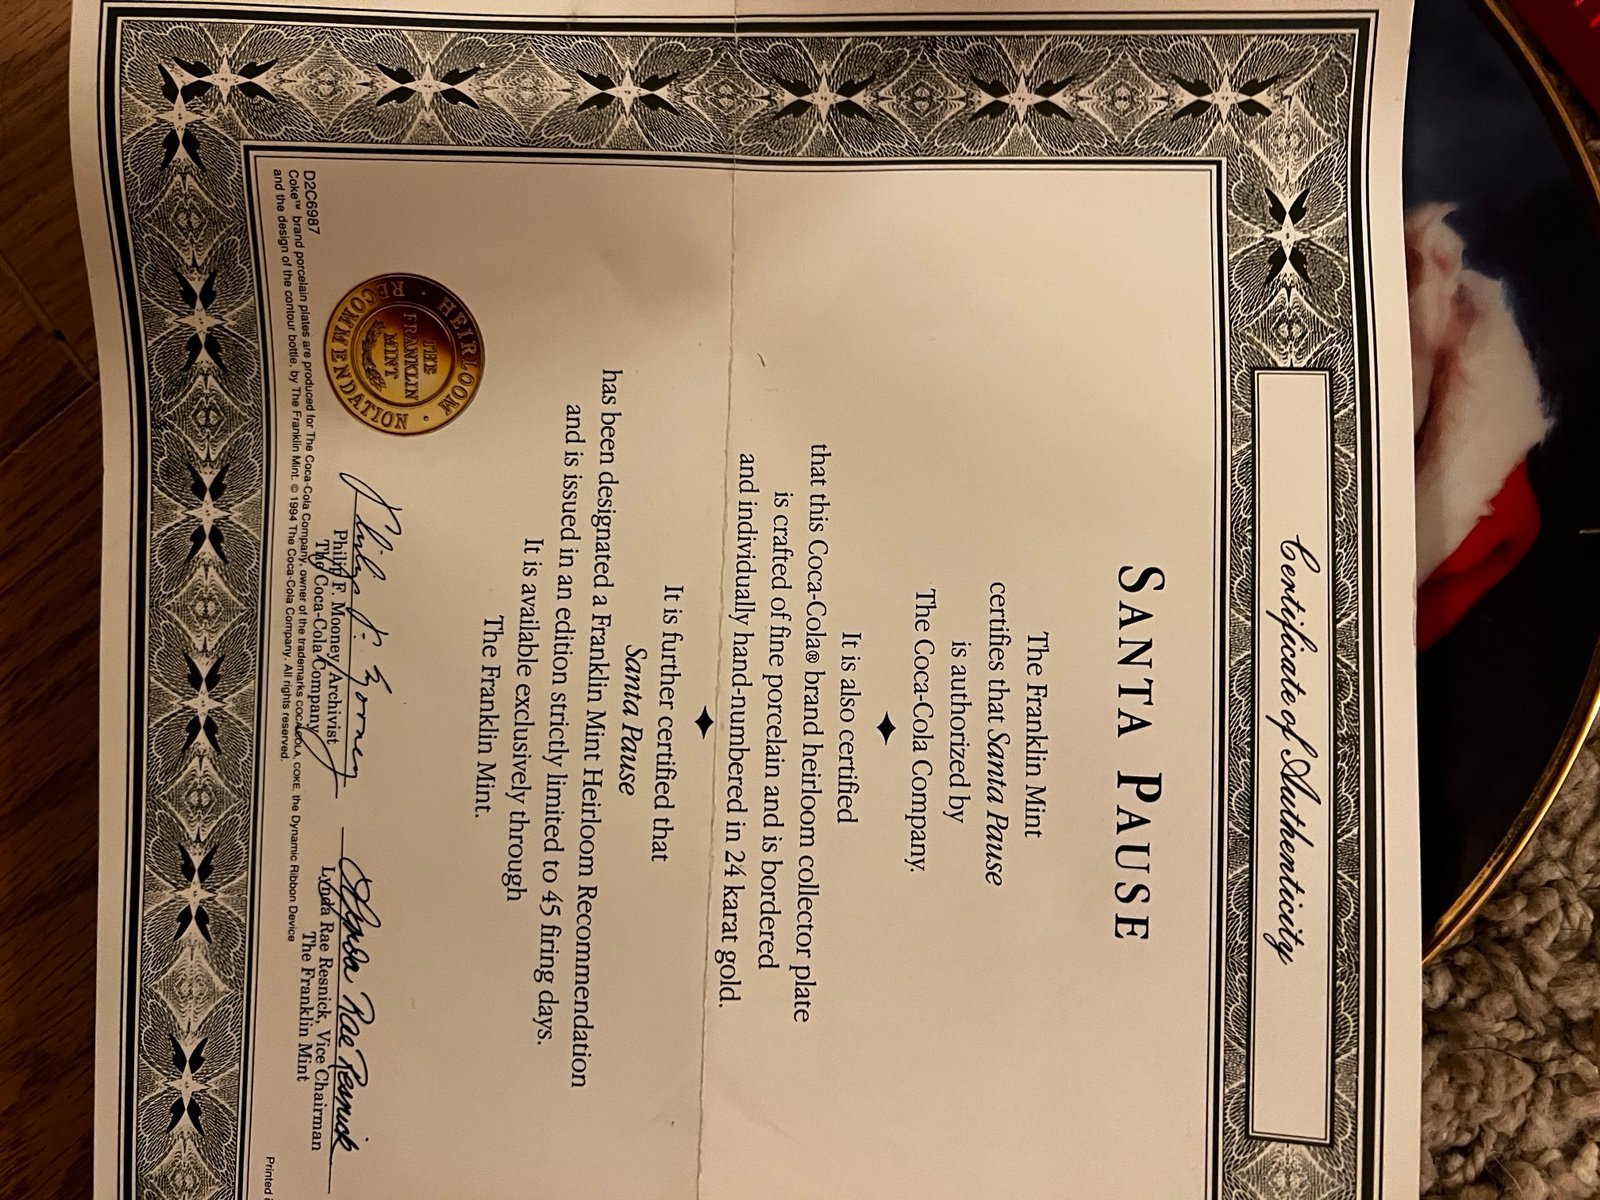 Certificate of Authenticity
SANTA PAUSE
The Franklin Mint
certifies that Santa Pause
is authorized by
The Coca-Cola Company.
It is also certified
that this Coca-Cola® brand heirloom collector plate
is crafted of fine porcelain and is bordered
and individually hand-numbered in 24 karat gold.
It is further certified that
Santa Pause
has been designated a Franklin Mint Heirloom Recommendation
and is issued in an edition strictly limited to 45 firing days.
It is available exclusively through
The Franklin Mint.
HEIRLOOM · RECOMMENDATION ·
THE
FRANKLIN
MINT
Philip F. Mooney
Philip F. Mooney, Archivist
The Coca-Cola Company
Lynda Rae Resnick
Lynda Rae Resnick, Vice Chairman
The Franklin Mint
D2C6987
Coke™ brand porcelain plates are produced for The Coca-Cola Company, owner of the trademarks COCA-COLA, COKE, the Dynamic Ribbon Device
and the design of the contour bottle, by The Franklin Mint. © 1994 The Coca-Cola Company. All rights reserved.
Printed